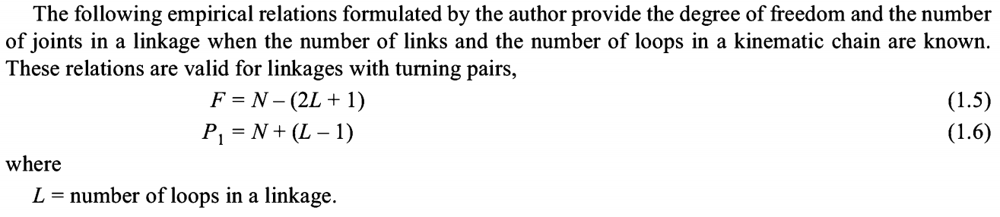 The following empirical relations formulated by the author provide the degree of freedom and the number
of joints in a linkage when the number of links and the number of loops in a kinematic chain are known.
These relations are valid for linkages with turning pairs,
F = N – (2L + 1) (1.5)
P₁ = N + (L – 1) (1.6)
where
L = number of loops in a linkage.